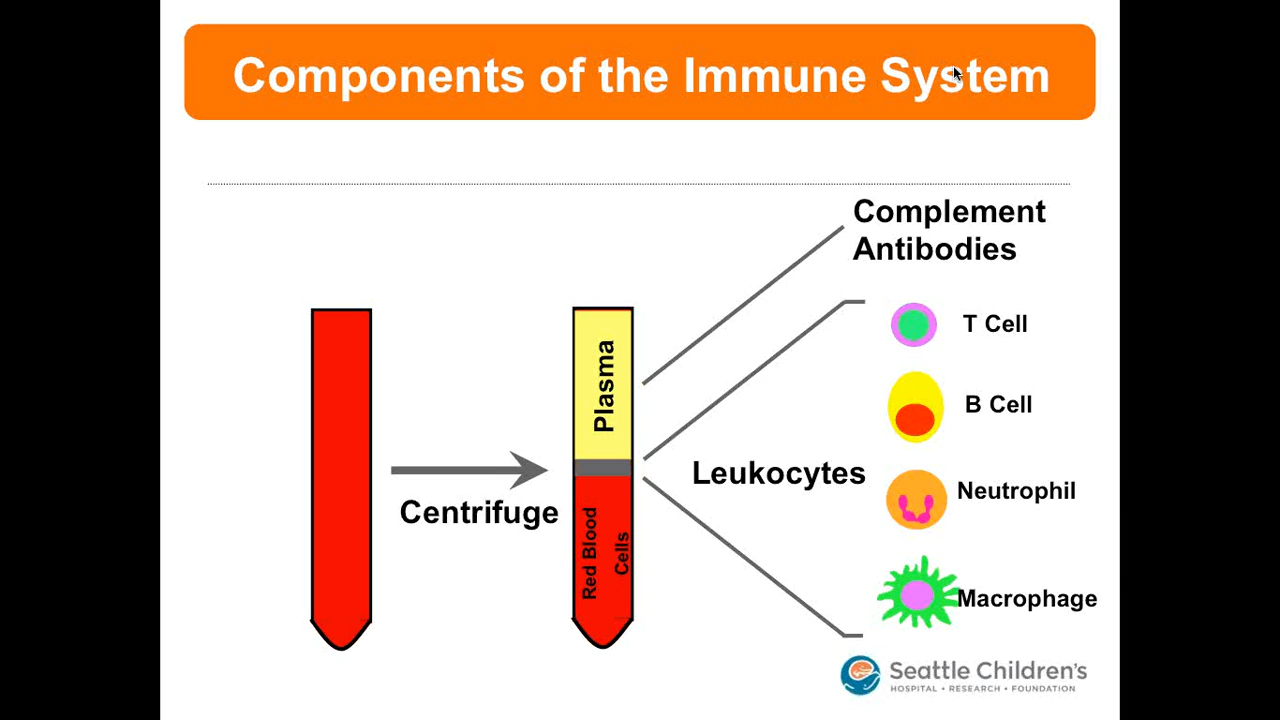 Components of the Immune System
Complement
Antibodies
T Cell
Plasma
B Cell
Leukocytes
Neutrophil
Centrifuge
Red Blood
Cells
Macrophage
Seattle Children's
HOSPITAL • RESEARCH • FOUNDATION